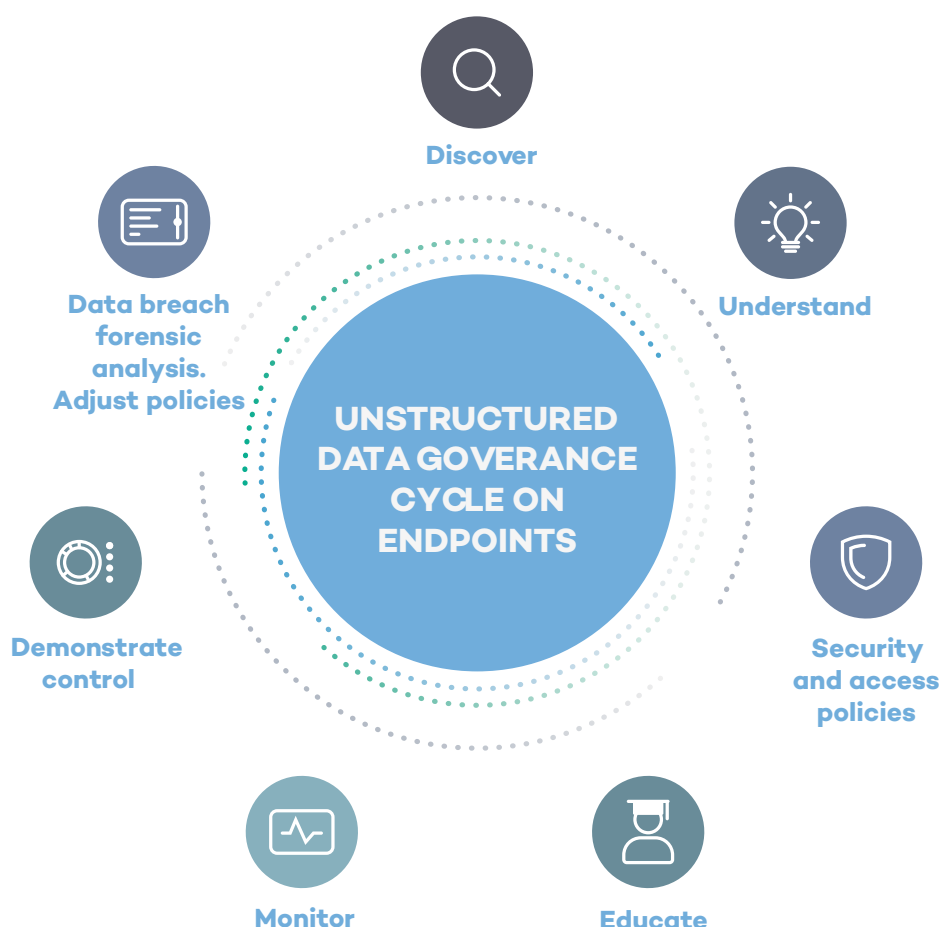 Discover
Understand
Data breach
forensic
analysis.
Adjust policies
UNSTRUCTURED
DATA GOVERANCE
CYCLE ON
ENDPOINTS
Demonstrate
control
Security
and access
policies
Monitor
Educate